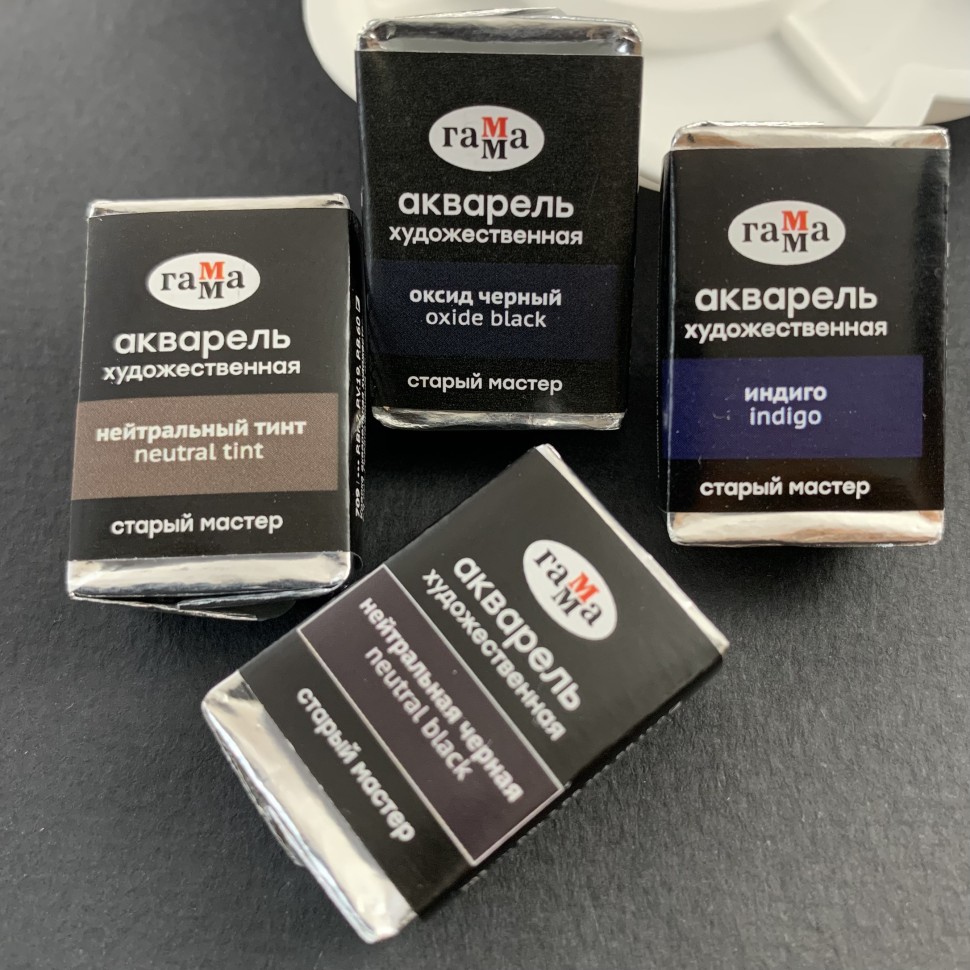 гаММа
акварель
художественная
нейтральный тинт
neutral tint
старый мастер
гаММа
акварель
художественная
оксид черный
oxide black
старый мастер
гаММа
акварель
художественная
индиго
indigo
старый мастер
гаММа
акварель
художественная
нейтральная черная
neutral black
старый мастер